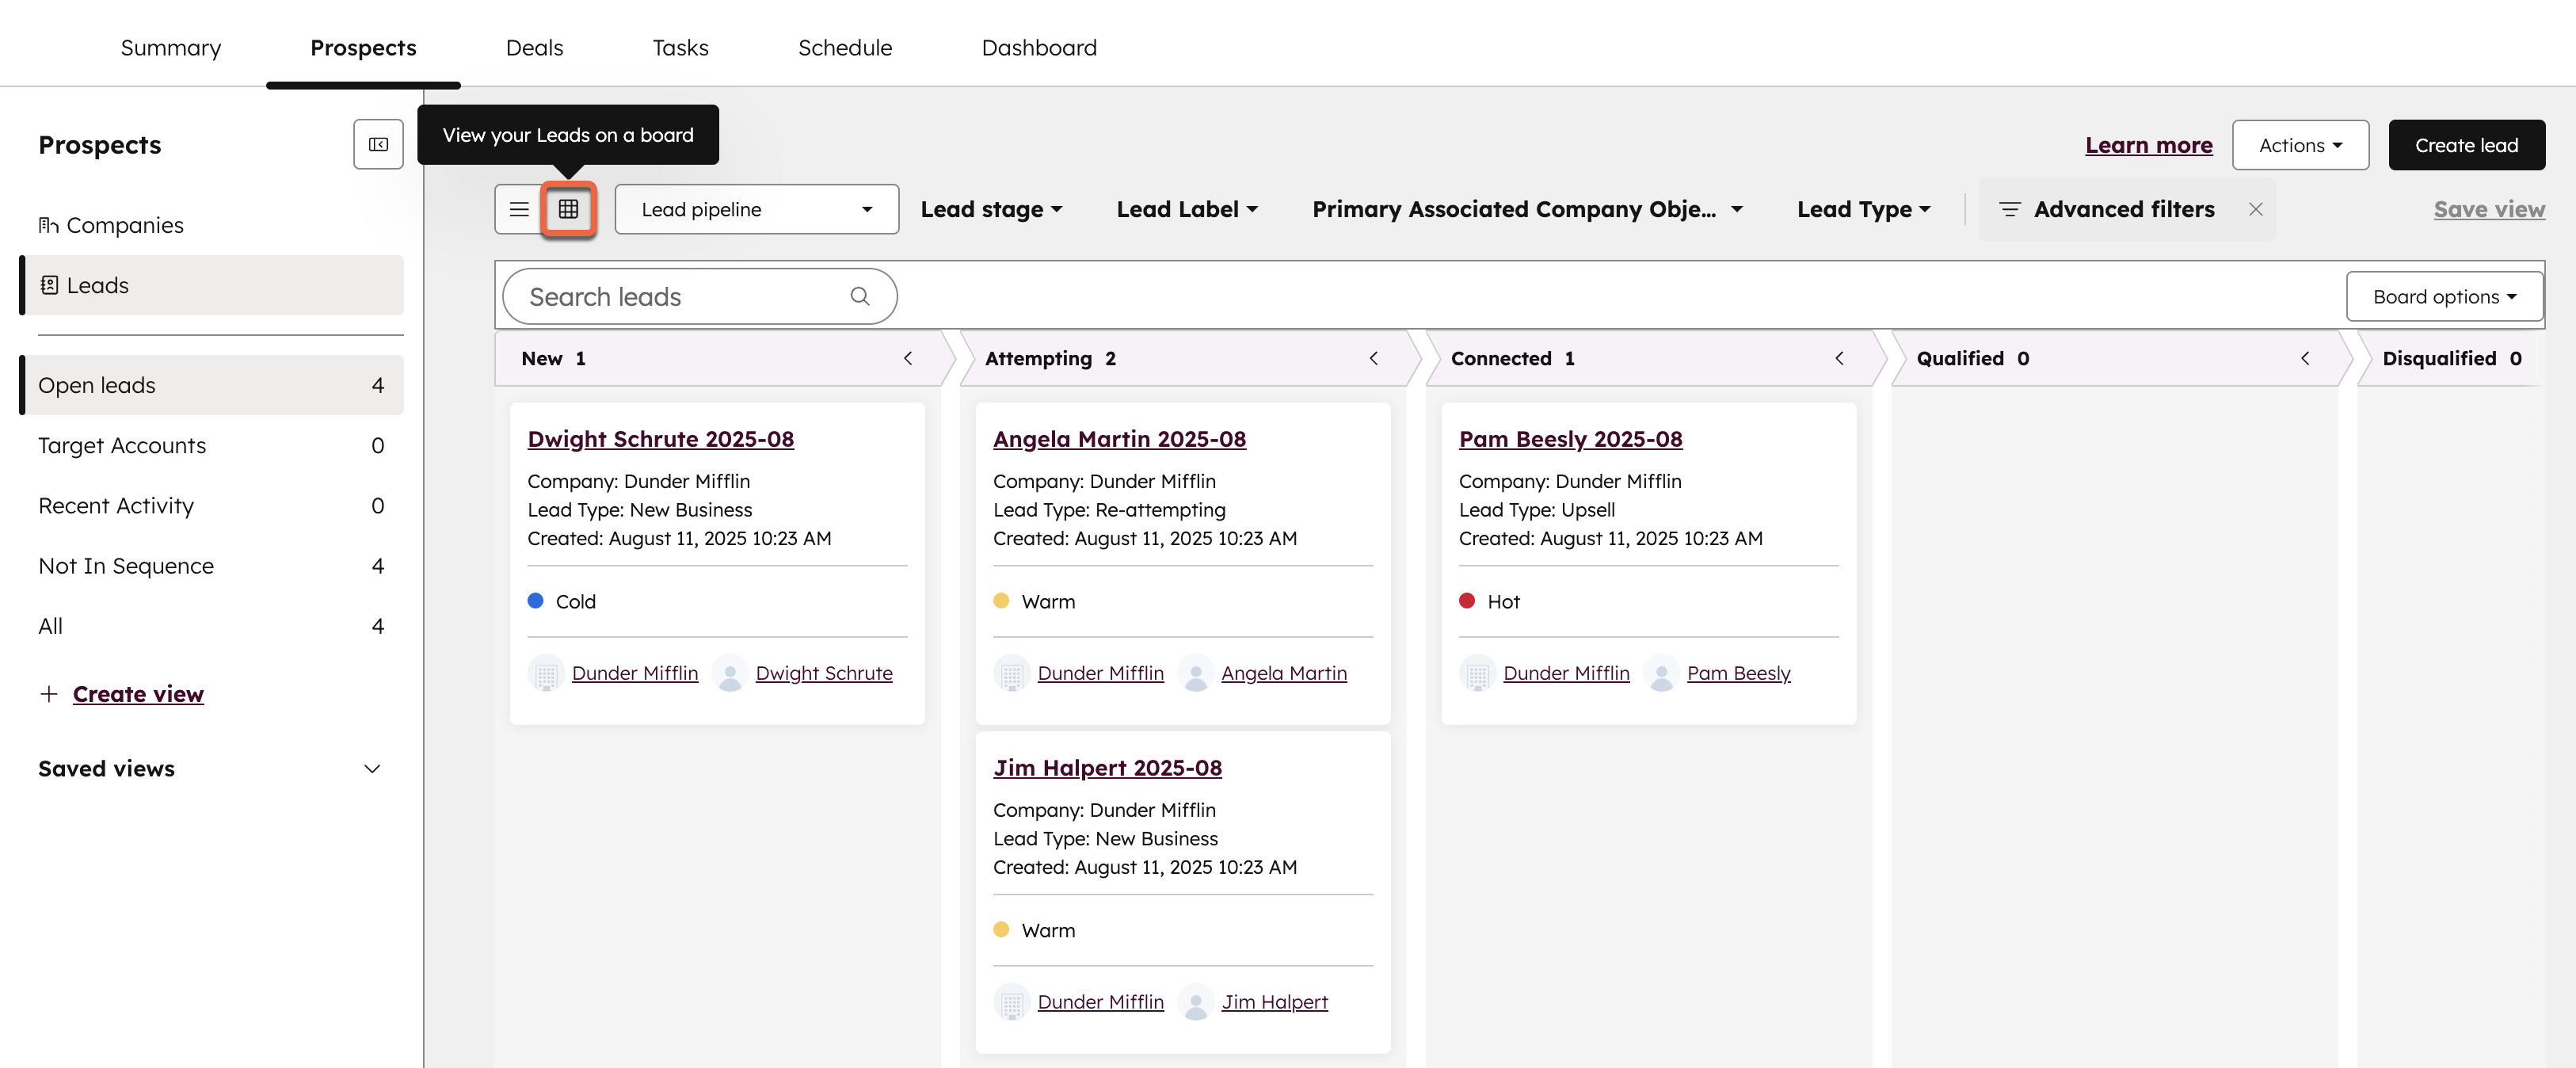 Summary Prospects Deals Tasks Schedule Dashboard
Prospects
Companies
Leads
Open leads 4
Target Accounts 0
Recent Activity 0
Not In Sequence 4
All 4
Create view
Saved views
View your Leads on a board
Learn more Actions Create lead
Lead pipeline Lead stage Lead Label Primary Associated Company Obje... Lead Type Advanced filters Save view
Search leads Board options
New 1
Dwight Schrute 2025-08
Company: Dunder Mifflin
Lead Type: New Business
Created: August 11, 2025 10:23 AM
Cold
Dunder Mifflin Dwight Schrute
Attempting 2
Angela Martin 2025-08
Company: Dunder Mifflin
Lead Type: Re-attempting
Created: August 11, 2025 10:23 AM
Warm
Dunder Mifflin Angela Martin
Jim Halpert 2025-08
Company: Dunder Mifflin
Lead Type: New Business
Created: August 11, 2025 10:23 AM
Warm
Dunder Mifflin Jim Halpert
Connected 1
Pam Beesly 2025-08
Company: Dunder Mifflin
Lead Type: Upsell
Created: August 11, 2025 10:23 AM
Hot
Dunder Mifflin Pam Beesly
Qualified 0
Disqualified 0